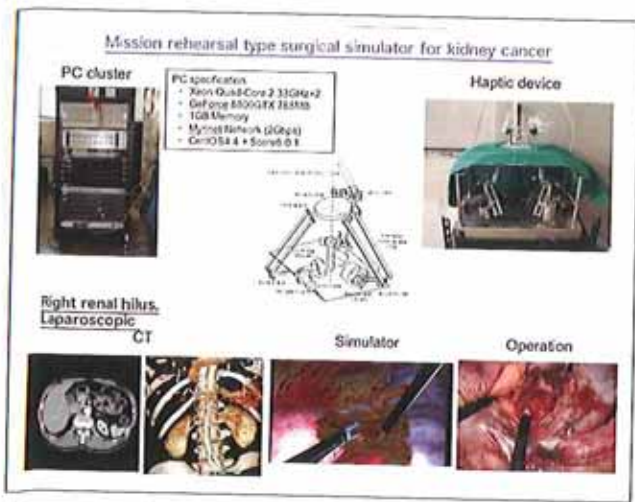 Mission rehearsal type surgical simulator for kidney cancer
PC cluster
PC specification
• Xeon Quad-Core 2.33GHz×2
• GeForce 8800GTX 768MB
• 1GB Memory
• Myrinet Network (2Gbps)
• CentOS4.4 + Score6.0.1
Haptic device
Right renal hilus,
Laparoscopic
CT
Simulator
Operation